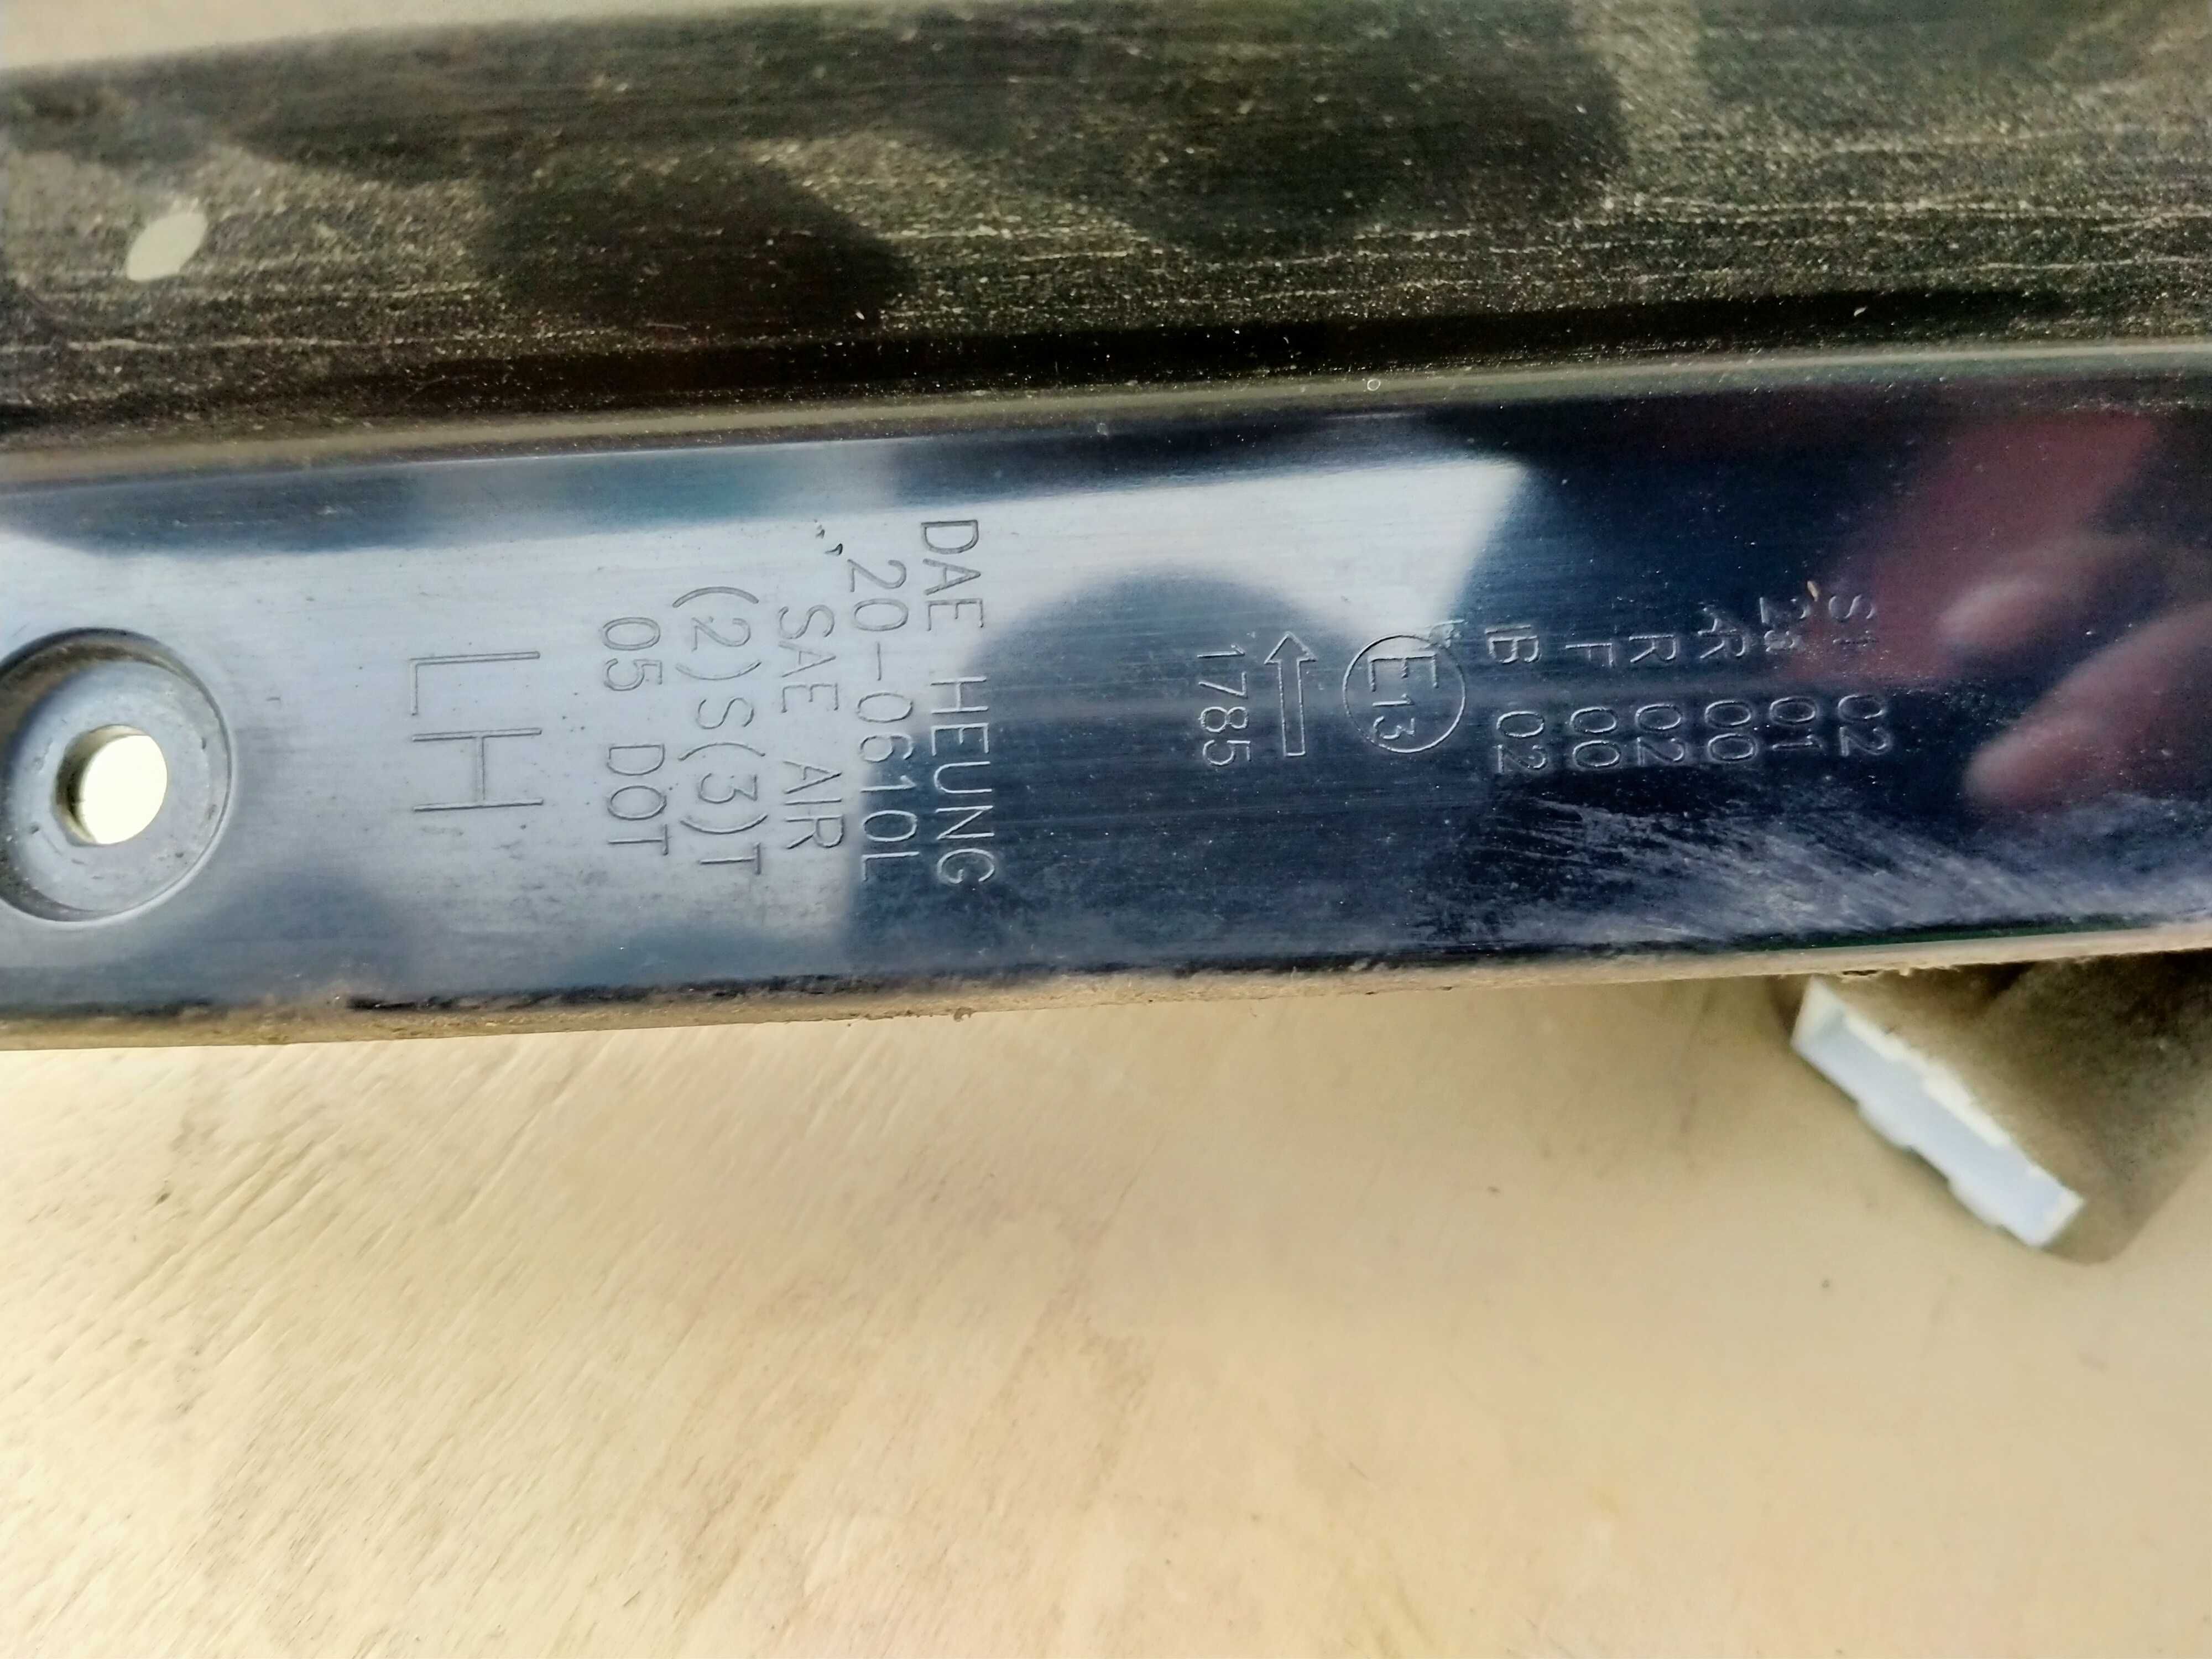 S1 02
2a 01
AR 00
R 02
F 00
IB 02
E13
1785
DAE HEUNG
20-0610L
SAE AIR
(2)S(3)T
05 DOT
LH